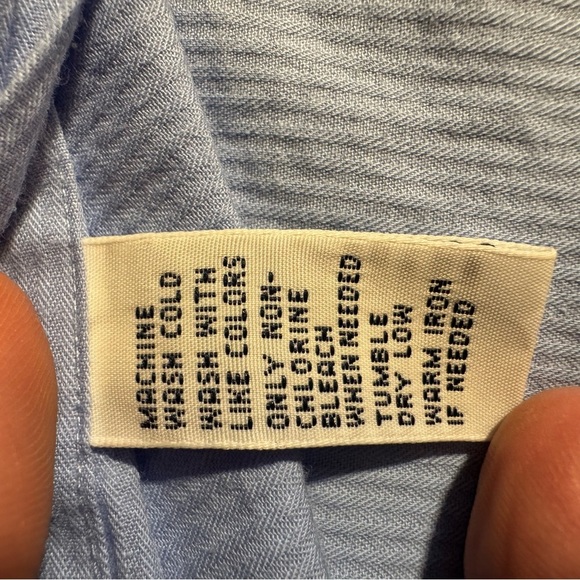 MACHINE
WASH COLD
WASH WITH
LIKE COLORS
ONLY NON-
CHLORINE
BLEACH
WHEN NEEDED
TUMBLE
DRY LOW
WARM IRON
IF NEEDED